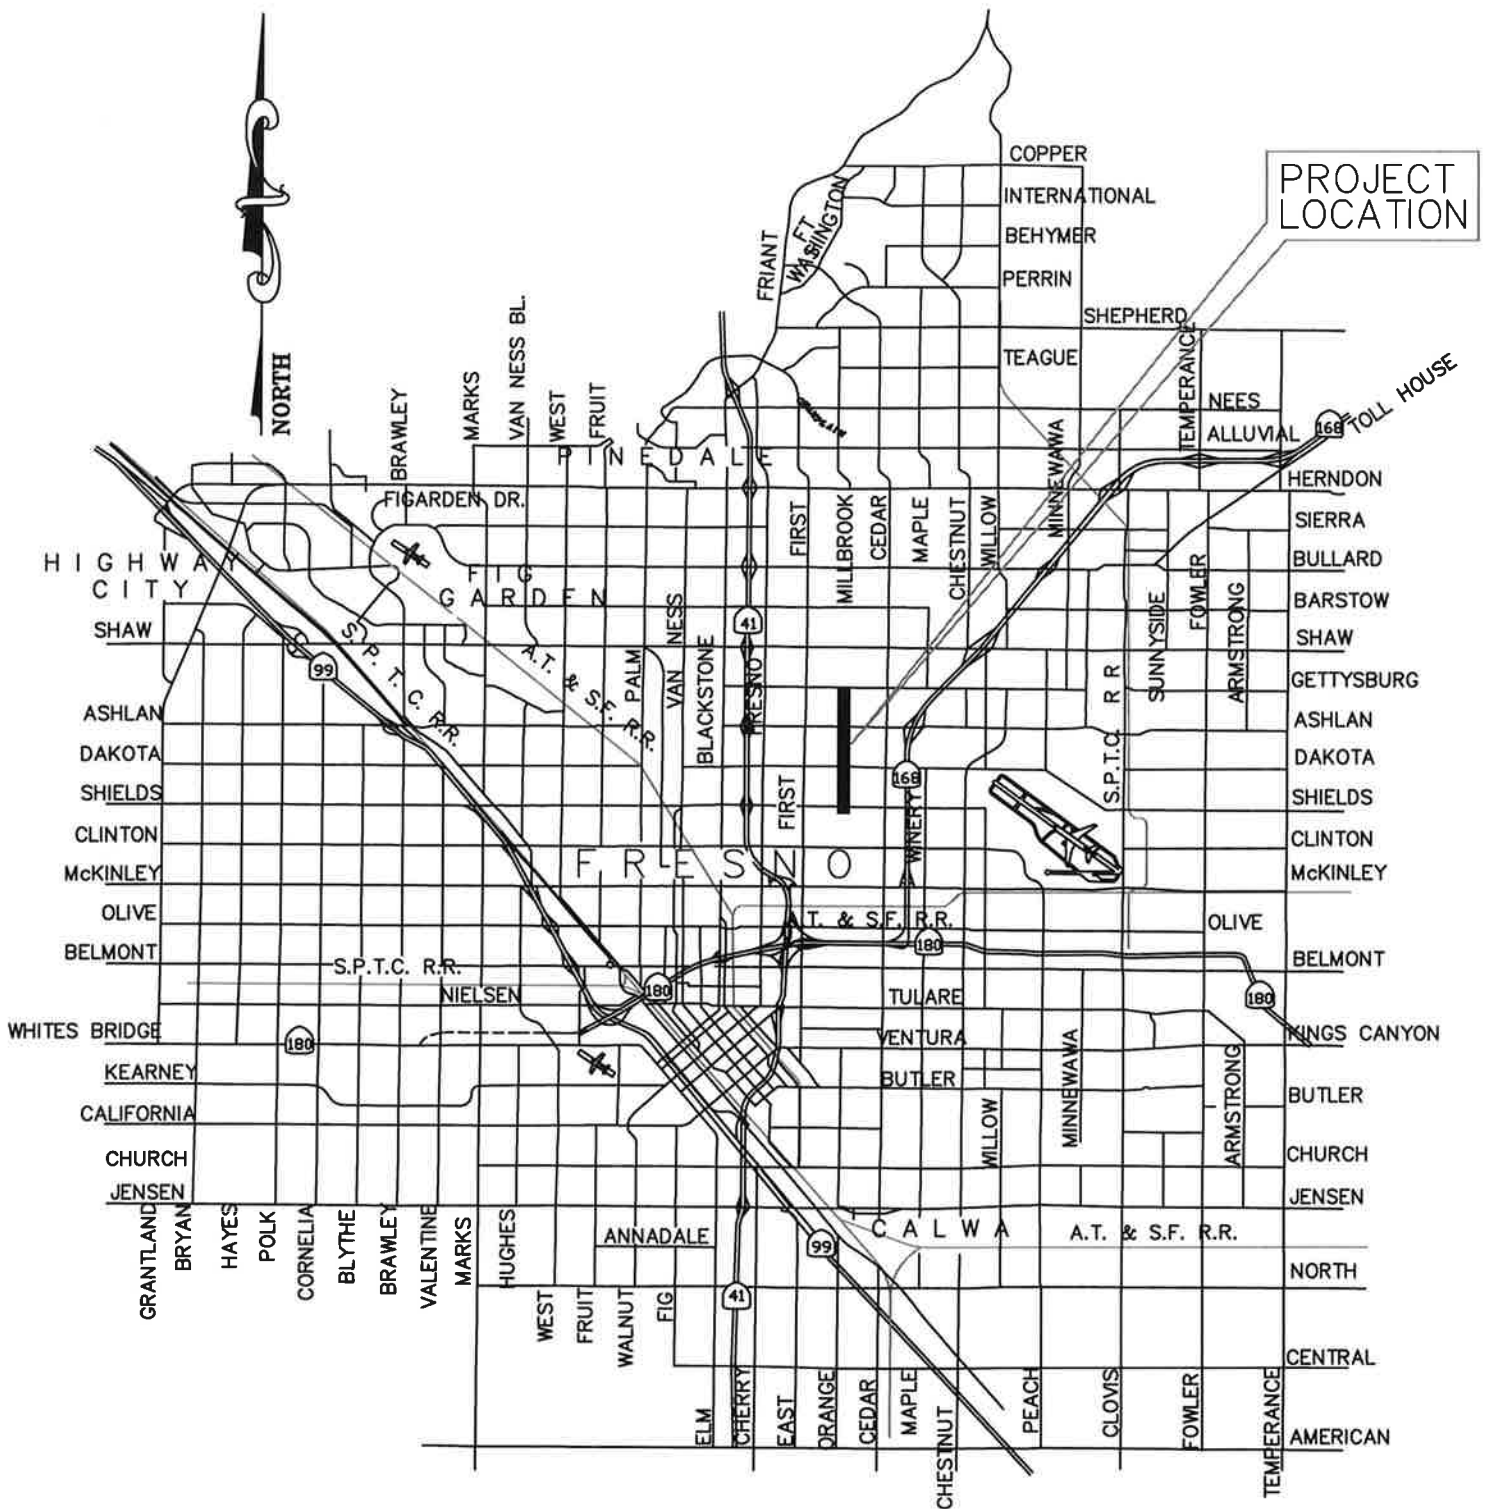 COPPER
PROJECT
LOCATION
INTERNATIONAL
FT
WASHINGTON
BEHYMER
FRIANT
PERRIN
SHEPHERD
NORTH
TEAGUE
TEMPERANCE
BRAWLEY
MARKS
VAN NESS BL.
WEST
FRUIT
NEES
TOLL HOUSE
168
ALLUVIAL
PINEDALE
MINNEWAWA
HERNDON
FIGARDEN DR.
FIRST
MILLBROOK
CEDAR
MAPLE
CHESTNUT
WILLOW
SIERRA
HIGHWAY
CITY
FIG
GARDEN
BULLARD
FOWLER
BARSTOW
SHAW
S. P. T. C. R.R.
A.T. & S.F. R.R.
PALM
VAN NESS
BLACKSTONE
41
FRESNO
SUNNYSIDE
ARMSTRONG
SHAW
99
GETTYSBURG
ASHLAN
S.P.T.C. R R
ASHLAN
DAKOTA
DAKOTA
168
SHIELDS
FIRST
WINERY
SHIELDS
CLINTON
CLINTON
FRESNO
McKINLEY
McKINLEY
OLIVE
A.T. & S.F. R.R.
OLIVE
BELMONT
180
BELMONT
S.P.T.C. R.R.
NIELSEN
180
TULARE
180
WHITES BRIDGE
180
VENTURA
KINGS CANYON
KEARNEY
BUTLER
MINNEWAWA
ARMSTRONG
BUTLER
CALIFORNIA
WILLOW
CHURCH
CHURCH
JENSEN
JENSEN
GRANTLAND
BRYAN
HAYES
POLK
CORNELIA
BLYTHE
BRAWLEY
VALENTINE
MARKS
HUGHES
ANNADALE
99
CALWA
A.T. & S.F. R.R.
NORTH
WEST
FRUIT
WALNUT
FIG
41
CENTRAL
ELM
CHERRY
EAST
ORANGE
CEDAR
MAPLE
CHESTNUT
PEACH
CLOVIS
FOWLER
TEMPERANCE
AMERICAN